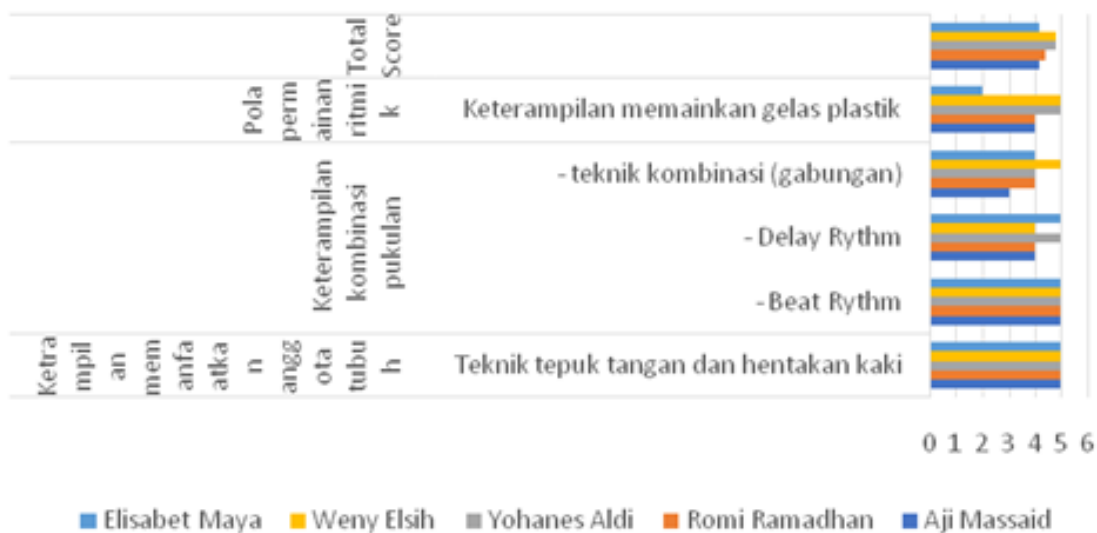 Total
Score
Pola
perm
ainan
ritmi
k
Keterampilan memainkan gelas plastik
Keterampilan
kombinasi
pukulan
- teknik kombinasi (gabungan)
- Delay Rythm
- Beat Rythm
Ketra
mpil
an
mem
anfa
atka
n
angg
ota
tubu
h
Teknik tepuk tangan dan hentakan kaki
0 1 2 3 4 5 6
Elisabet Maya Weny Elsih Yohanes Aldi Romi Ramadhan Aji Massaid